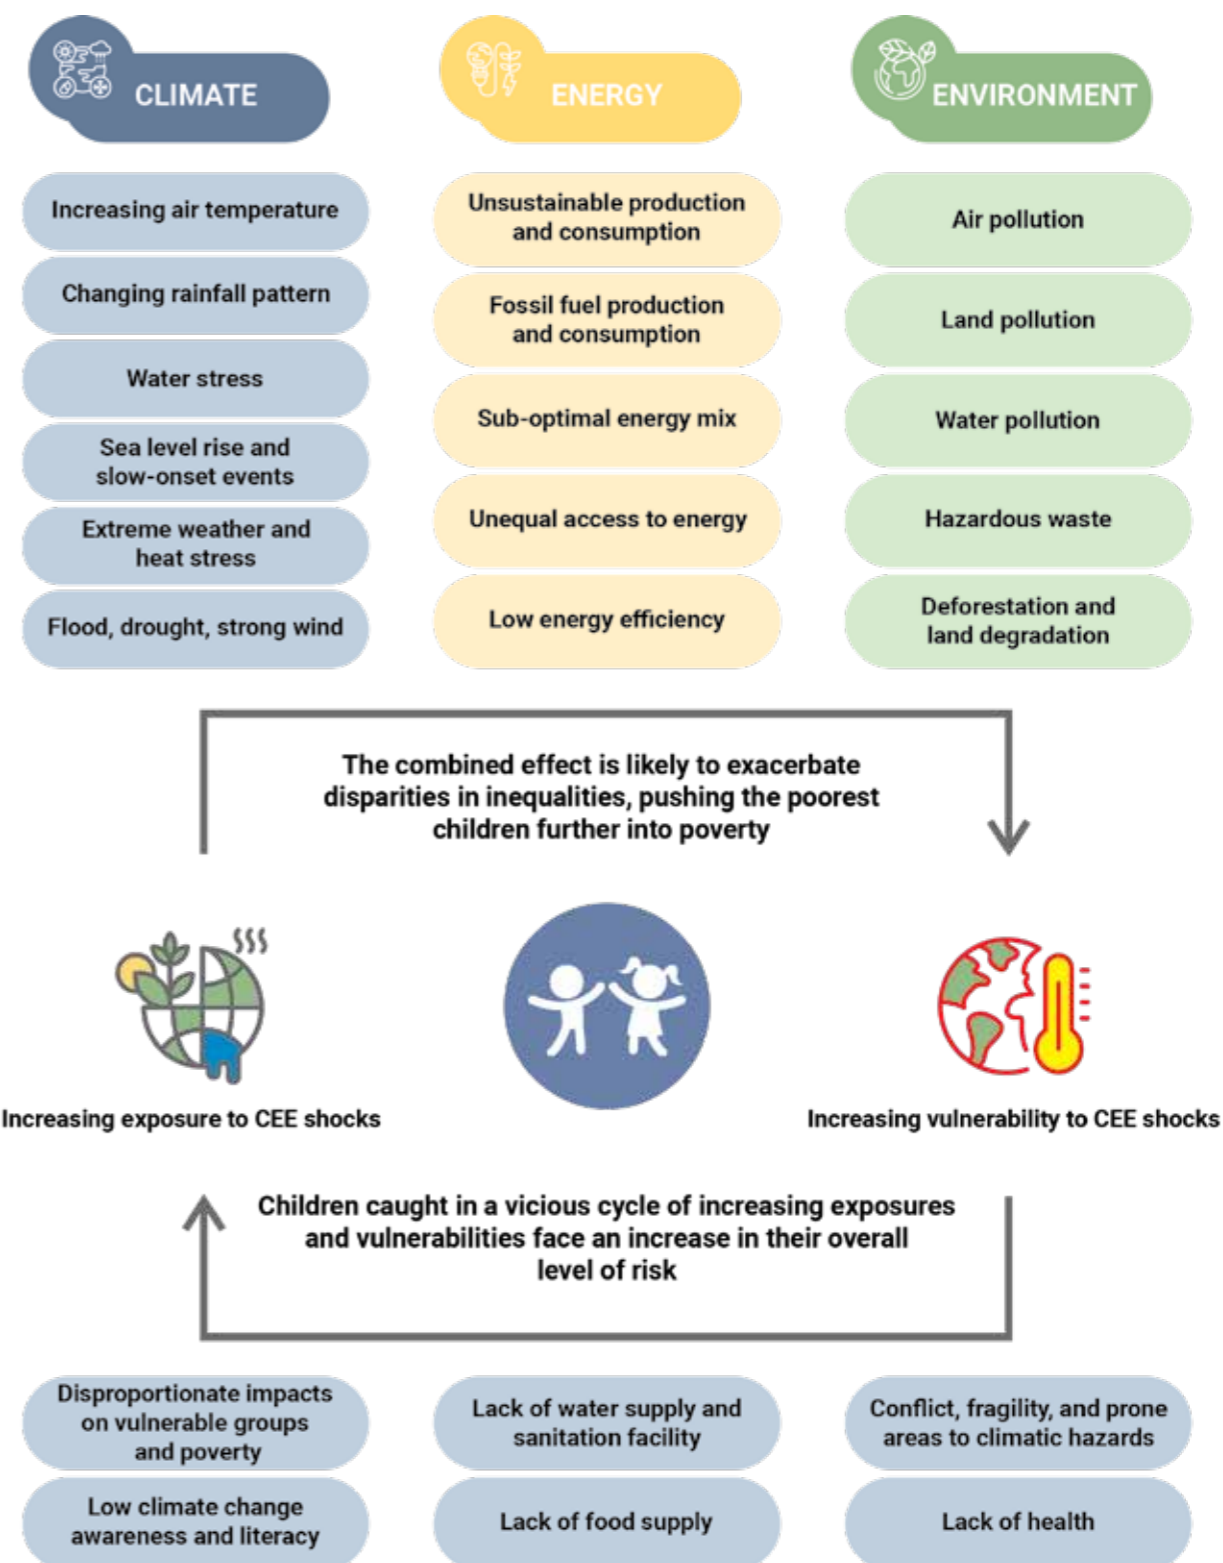 CLIMATE
Increasing air temperature
Changing rainfall pattern
Water stress
Sea level rise and
slow-onset events
Extreme weather and
heat stress
Flood, drought, strong wind
ENERGY
Unsustainable production
and consumption
Fossil fuel production
and consumption
Sub-optimal energy mix
Unequal access to energy
Low energy efficiency
ENVIRONMENT
Air pollution
Land pollution
Water pollution
Hazardous waste
Deforestation and
land degradation
The combined effect is likely to exacerbate
disparities in inequalities, pushing the poorest
children further into poverty
Increasing exposure to CEE shocks
Increasing vulnerability to CEE shocks
Children caught in a vicious cycle of increasing exposures
and vulnerabilities face an increase in their overall
level of risk
Disproportionate impacts
on vulnerable groups
and poverty
Lack of water supply and
sanitation facility
Conflict, fragility, and prone
areas to climatic hazards
Low climate change
awareness and literacy
Lack of food supply
Lack of health